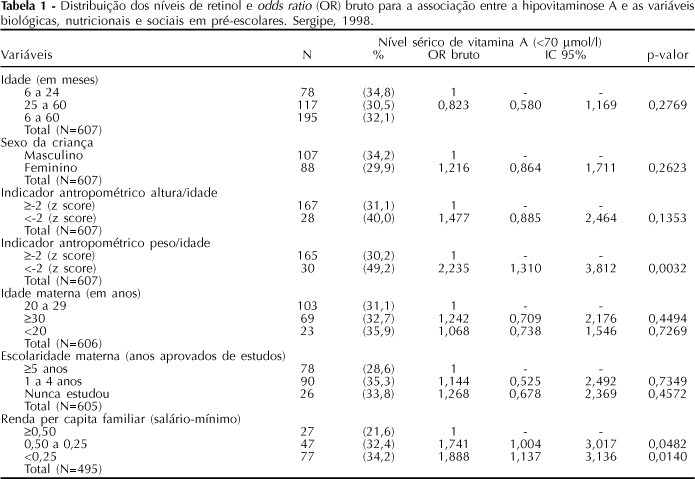 Tabela 1 - Distribuição dos níveis de retinol e odds ratio (OR) bruto para a associação entre a hipovitaminose A e as variáveis
biológicas, nutricionais e sociais em pré-escolares. Sergipe, 1998.
Nível sérico de vitamina A (<70 µmol/l)
Variáveis N % OR bruto IC 95% p-valor
Idade (em meses)
6 a 24 78 (34,8) 1 - -
25 a 60 117 (30,5) 0,823 0,580 1,169 0,2769
6 a 60 195 (32,1)
Total (N=607)
Sexo da criança
Masculino 107 (34,2) 1 - -
Feminino 88 (29,9) 1,216 0,864 1,711 0,2623
Total (N=607)
Indicador antropométrico altura/idade
≥-2 (z score) 167 (31,1) 1 - -
<-2 (z score) 28 (40,0) 1,477 0,885 2,464 0,1353
Total (N=607)
Indicador antropométrico peso/idade
≥-2 (z score) 165 (30,2) 1 - -
<-2 (z score) 30 (49,2) 2,235 1,310 3,812 0,0032
Total (N=607)
Idade materna (em anos)
20 a 29 103 (31,1) 1 - -
≥30 69 (32,7) 1,242 0,709 2,176 0,4494
<20 23 (35,9) 1,068 0,738 1,546 0,7269
Total (N=606)
Escolaridade materna (anos aprovados de estudos)
≥5 anos 78 (28,6) 1 - -
1 a 4 anos 90 (35,3) 1,144 0,525 2,492 0,7349
Nunca estudou 26 (33,8) 1,268 0,678 2,369 0,4572
Total (N=605)
Renda per capita familiar (salário-mínimo)
≥0,50 27 (21,6) 1 - -
0,50 a 0,25 47 (32,4) 1,741 1,004 3,017 0,0482
<0,25 77 (34,2) 1,888 1,137 3,136 0,0140
Total (N=495)